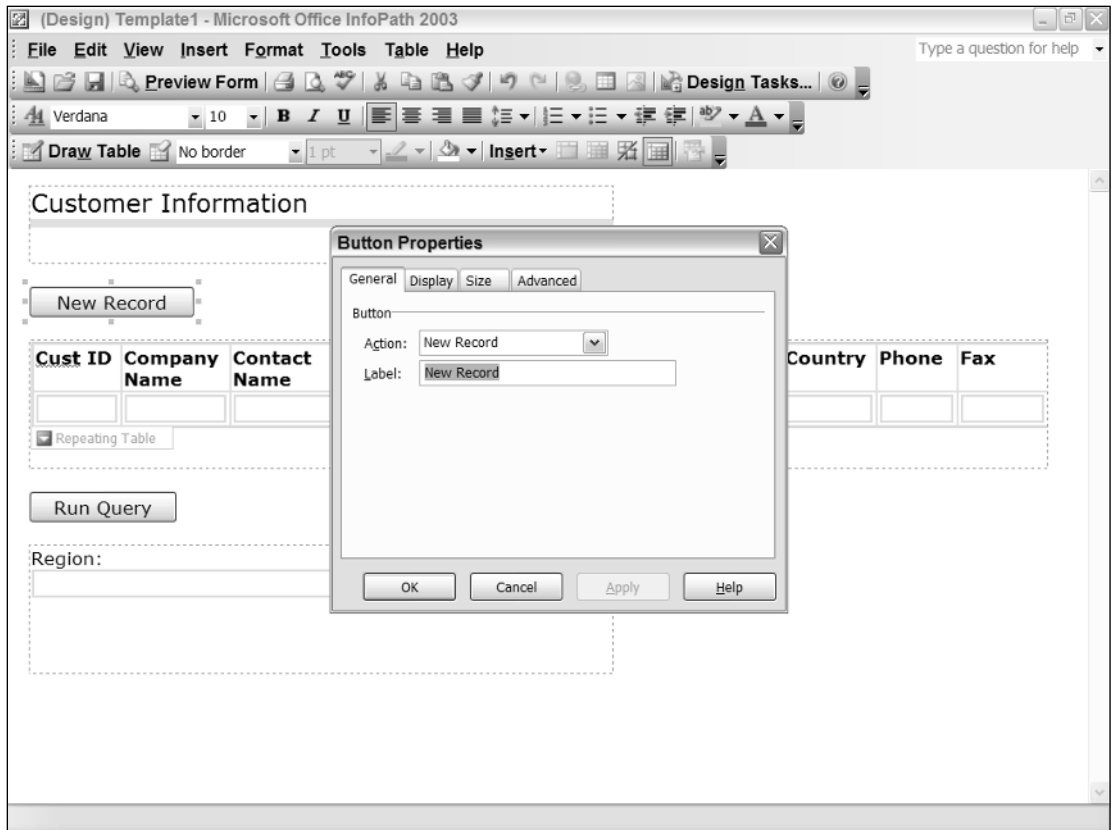 (Design) Template1 - Microsoft Office InfoPath 2003
File Edit View Insert Format Tools Table Help
Type a question for help
Preview Form
Design Tasks...
Verdana 10 B I U
Draw Table No border 1 pt Insert
Customer Information
New Record
Cust ID Company Name Contact Name Country Phone Fax
Repeating Table
Run Query
Region:
Button Properties
General Display Size Advanced
Button
Action: New Record
Label: New Record
OK Cancel Apply Help